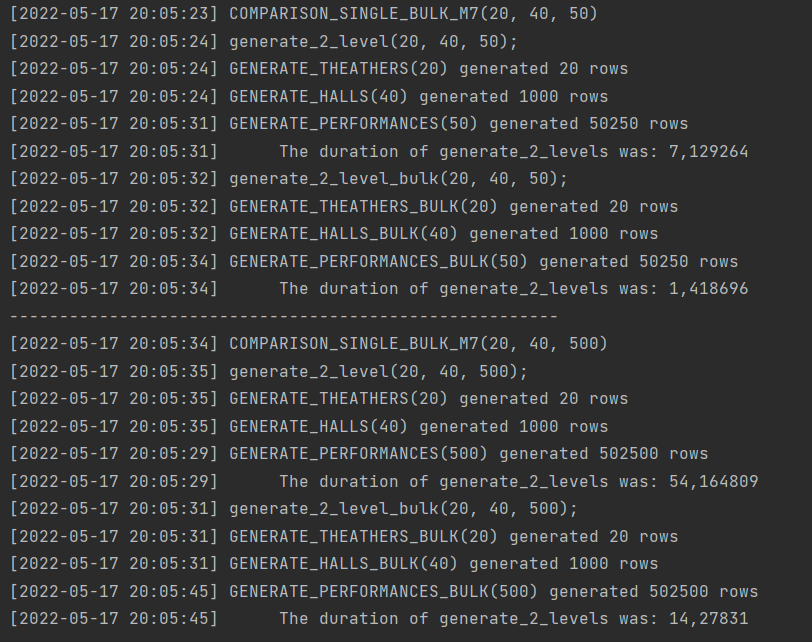 [2022-05-17 20:05:23] COMPARISON_SINGLE_BULK_M7(20, 40, 50)
[2022-05-17 20:05:24] generate_2_level(20, 40, 50);
[2022-05-17 20:05:24] GENERATE_THEATHERS(20) generated 20 rows
[2022-05-17 20:05:24] GENERATE_HALLS(40) generated 1000 rows
[2022-05-17 20:05:31] GENERATE_PERFORMANCES(50) generated 50250 rows
[2022-05-17 20:05:31]      The duration of generate_2_levels was: 7,129264
[2022-05-17 20:05:32] generate_2_level_bulk(20, 40, 50);
[2022-05-17 20:05:32] GENERATE_THEATHERS_BULK(20) generated 20 rows
[2022-05-17 20:05:32] GENERATE_HALLS_BULK(40) generated 1000 rows
[2022-05-17 20:05:34] GENERATE_PERFORMANCES_BULK(50) generated 50250 rows
[2022-05-17 20:05:34]      The duration of generate_2_levels was: 1,418696
-------------------------------------------------------
[2022-05-17 20:05:34] COMPARISON_SINGLE_BULK_M7(20, 40, 500)
[2022-05-17 20:05:35] generate_2_level(20, 40, 500);
[2022-05-17 20:05:35] GENERATE_THEATHERS(20) generated 20 rows
[2022-05-17 20:05:35] GENERATE_HALLS(40) generated 1000 rows
[2022-05-17 20:05:29] GENERATE_PERFORMANCES(500) generated 502500 rows
[2022-05-17 20:05:29]      The duration of generate_2_levels was: 54,164809
[2022-05-17 20:05:31] generate_2_level_bulk(20, 40, 500);
[2022-05-17 20:05:31] GENERATE_THEATHERS_BULK(20) generated 20 rows
[2022-05-17 20:05:31] GENERATE_HALLS_BULK(40) generated 1000 rows
[2022-05-17 20:05:45] GENERATE_PERFORMANCES_BULK(500) generated 502500 rows
[2022-05-17 20:05:45]      The duration of generate_2_levels was: 14,27831